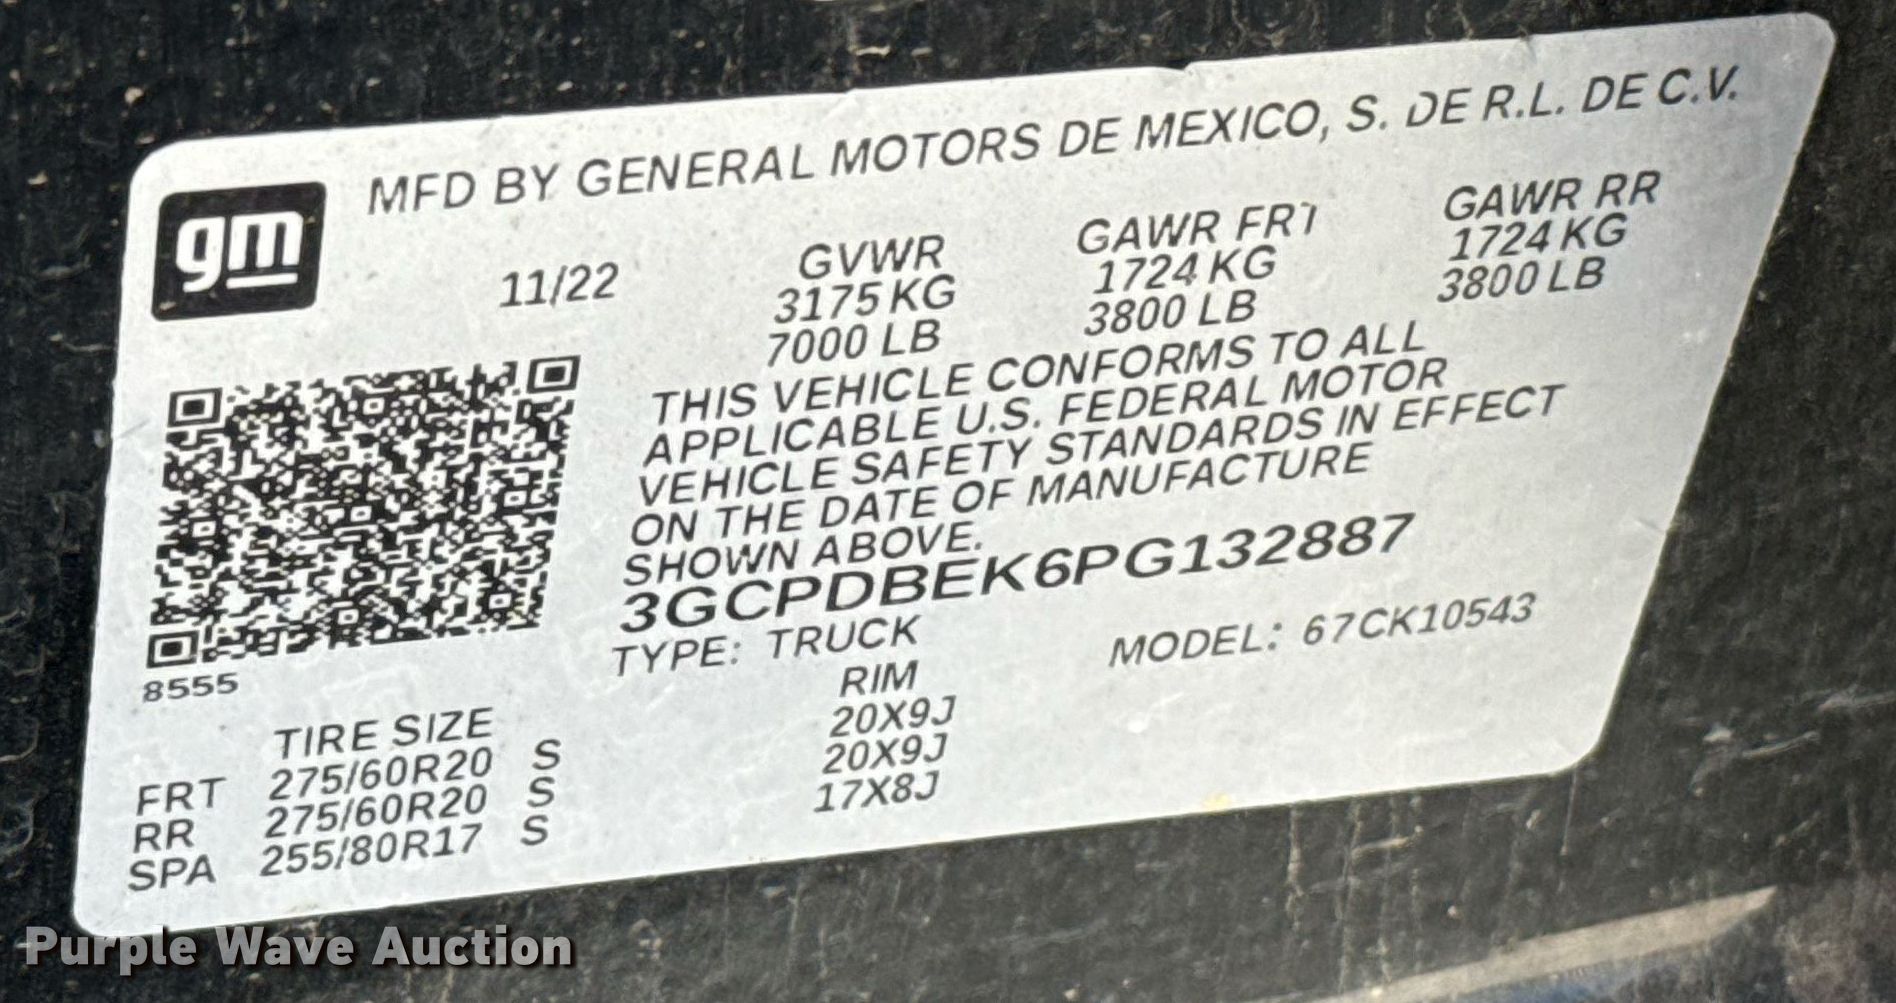 MFD BY GENERAL MOTORS DE MEXICO, S. DE R.L. DE C.V.
gm
11/22
GVWR GAWR FRT GAWR RR
3175 KG 1724 KG 1724 KG
7000 LB 3800 LB 3800 LB
THIS VEHICLE CONFORMS TO ALL
APPLICABLE U.S. FEDERAL MOTOR
VEHICLE SAFETY STANDARDS IN EFFECT
ON THE DATE OF MANUFACTURE
SHOWN ABOVE.
3GCPDBEK6PG132887
TYPE: TRUCK MODEL: 67CK10543
8555
TIRE SIZE RIM
FRT 275/60R20 S 20X9J
RR 275/60R20 S 20X9J
SPA 255/80R17 S 17X8J
Purple Wave Auction